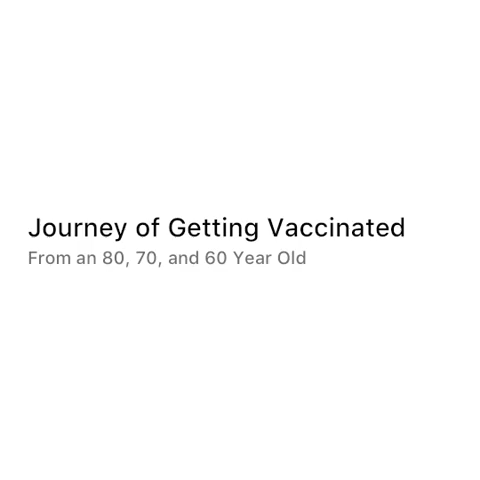 Journey of Getting Vaccinated
From an 80, 70, and 60 Year Old